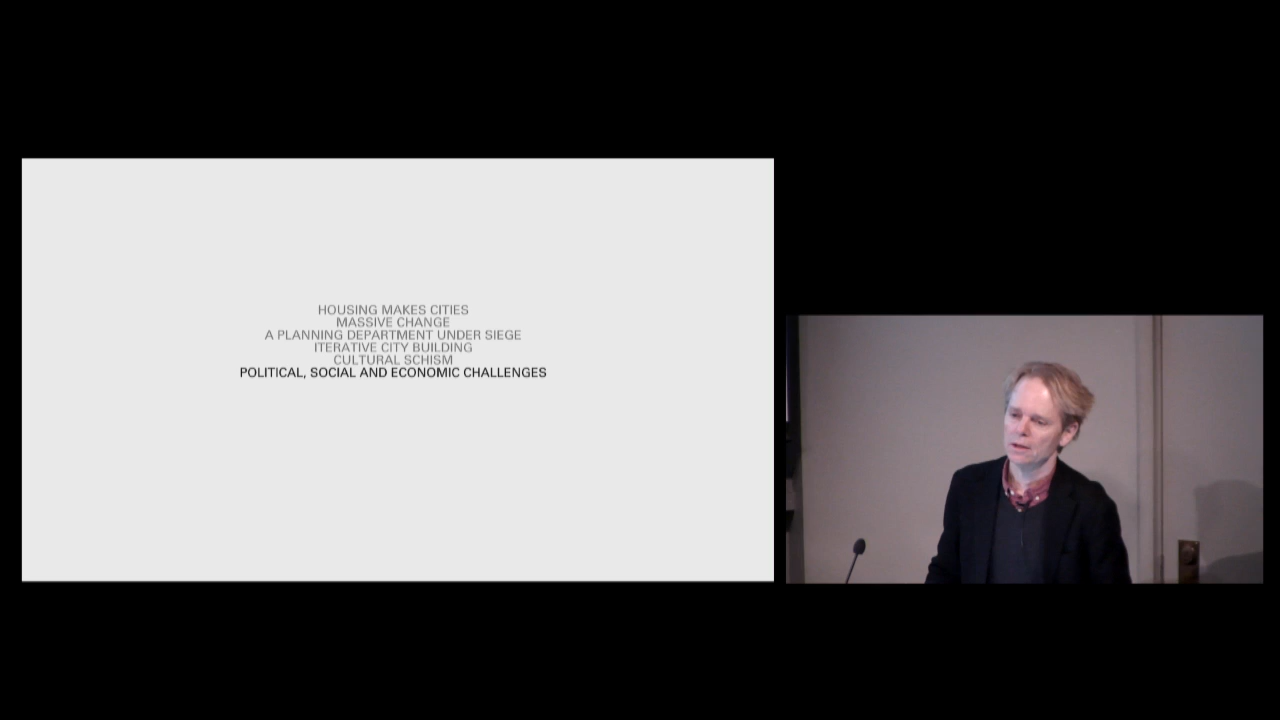 HOUSING MAKES CITIES
MASSIVE CHANGE
A PLANNING DEPARTMENT UNDER SIEGE
ITERATIVE CITY BUILDING
CULTURAL SCHISM
POLITICAL, SOCIAL AND ECONOMIC CHALLENGES